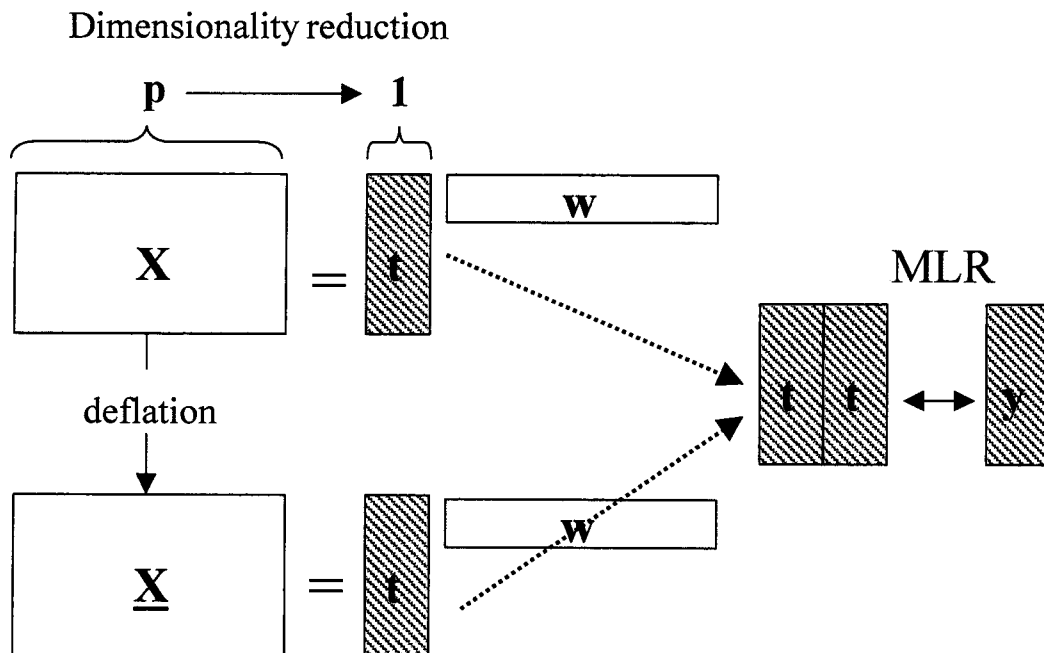 Dimensionality reduction
p 1
w
X = t
MLR
t t y
deflation
w
X = t